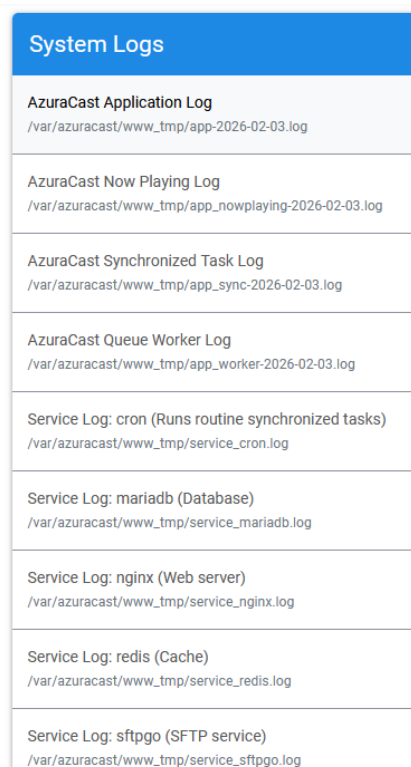 System Logs
AzuraCast Application Log
/var/azuracast/www_tmp/app-2026-02-03.log
AzuraCast Now Playing Log
/var/azuracast/www_tmp/app_nowplaying-2026-02-03.log
AzuraCast Synchronized Task Log
/var/azuracast/www_tmp/app_sync-2026-02-03.log
AzuraCast Queue Worker Log
/var/azuracast/www_tmp/app_worker-2026-02-03.log
Service Log: cron (Runs routine synchronized tasks)
/var/azuracast/www_tmp/service_cron.log
Service Log: mariadb (Database)
/var/azuracast/www_tmp/service_mariadb.log
Service Log: nginx (Web server)
/var/azuracast/www_tmp/service_nginx.log
Service Log: redis (Cache)
/var/azuracast/www_tmp/service_redis.log
Service Log: sftpgo (SFTP service)
/var/azuracast/www_tmp/service_sftpgo.log